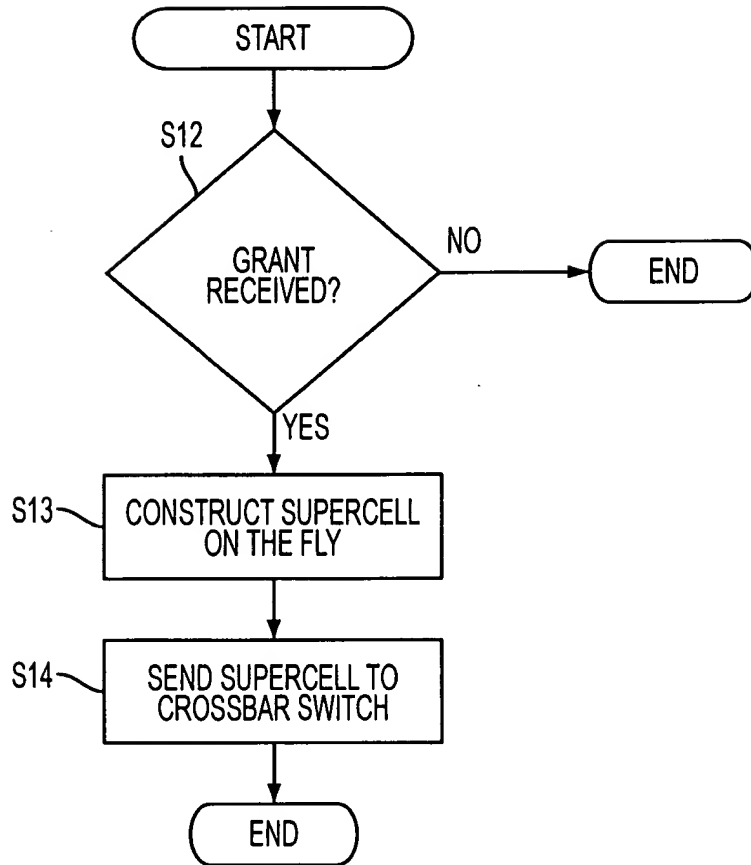 START
S12
GRANT
RECEIVED?
NO
END
YES
S13
CONSTRUCT SUPERCELL
ON THE FLY
S14
SEND SUPERCELL TO
CROSSBAR SWITCH
END